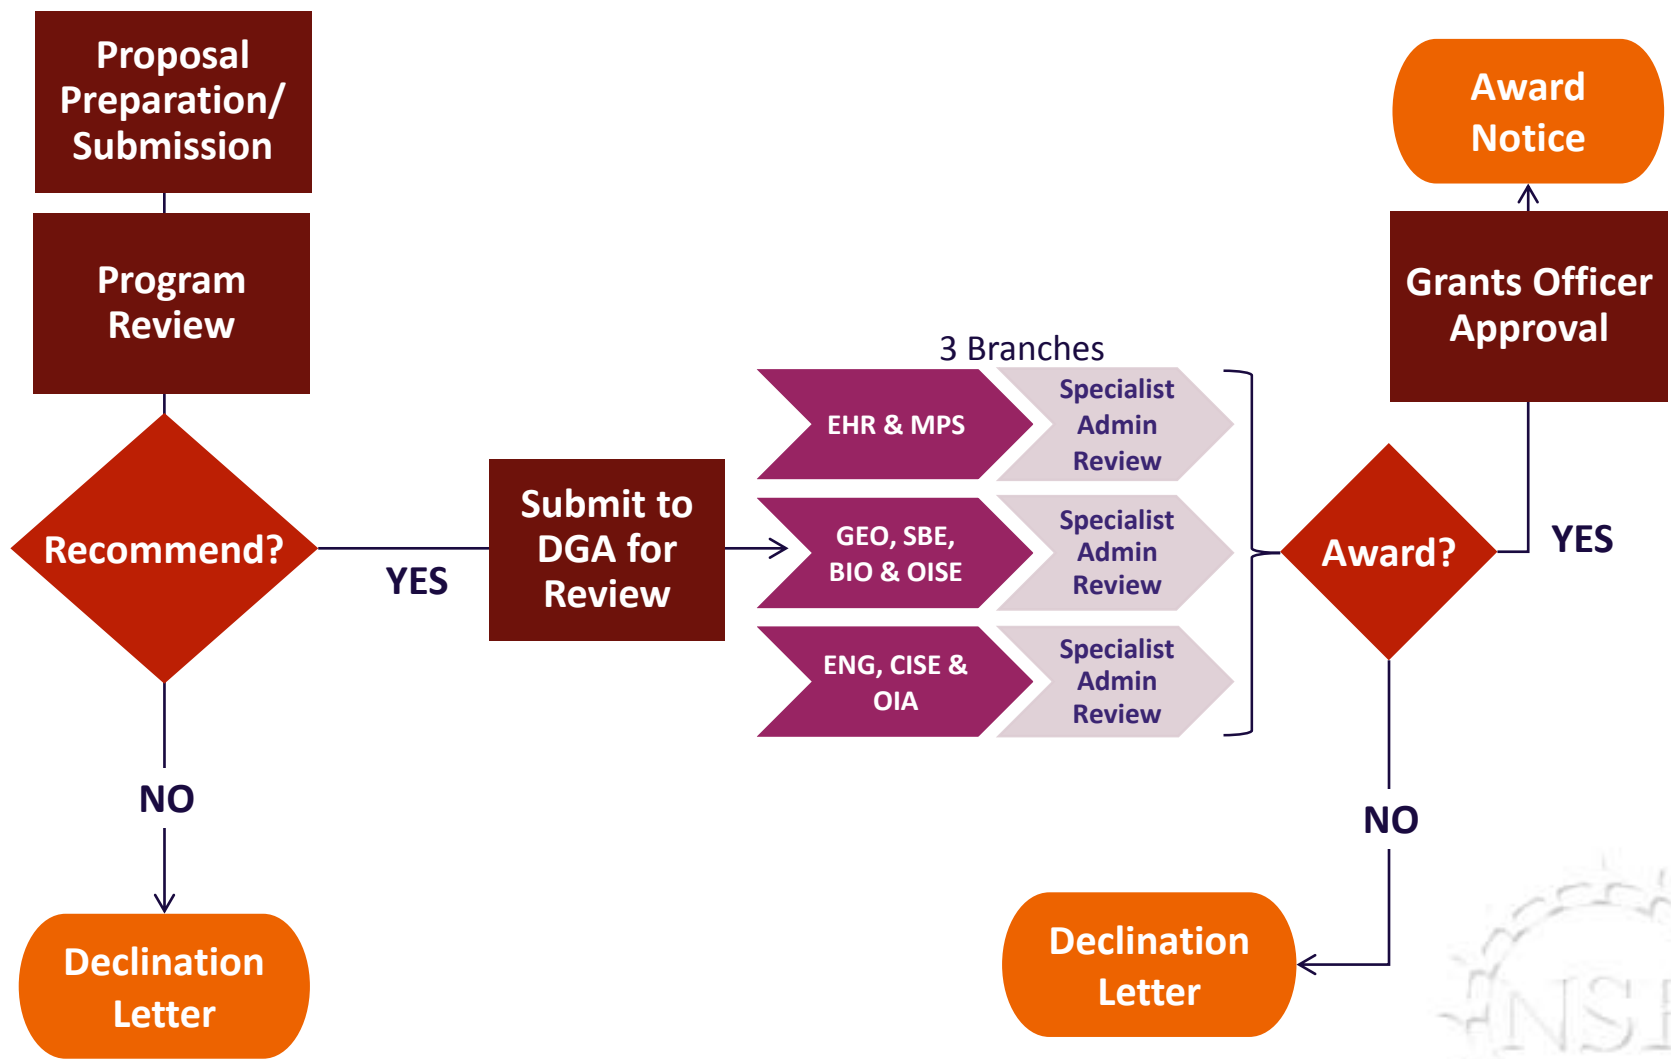 Proposal
Preparation/
Submission
Program
Review
Recommend?
YES
NO
Declination
Letter
Submit to
DGA for
Review
3 Branches
EHR & MPS
Specialist
Admin
Review
GEO, SBE,
BIO & OISE
Specialist
Admin
Review
ENG, CISE &
OIA
Specialist
Admin
Review
Award?
YES
Grants Officer
Approval
Award
Notice
NO
Declination
Letter
NSF